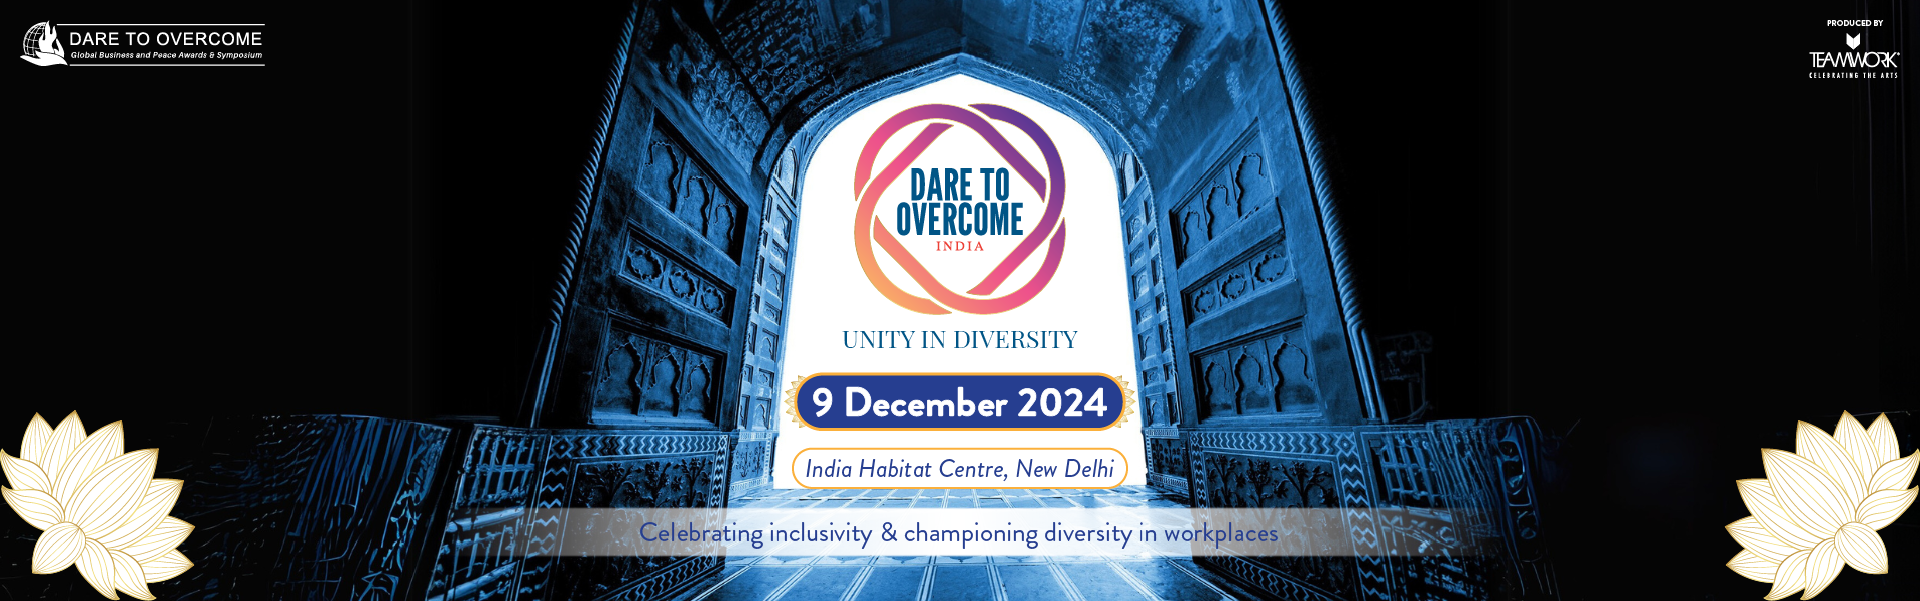 DARE TO OVERCOME
Global Business and Peace Awards & Symposium
PRODUCED BY
TEAMWORK
CELEBRATING THE ARTS
DARE TO
OVERCOME
INDIA
UNITY IN DIVERSITY
9 December 2024
India Habitat Centre, New Delhi
Celebrating inclusivity & championing diversity in workplaces